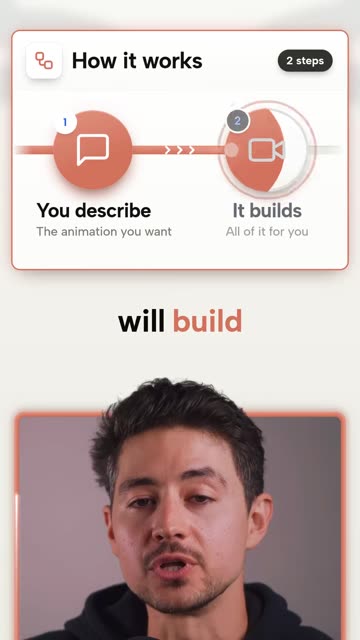 How it works
2 steps
1
2
You describe
The animation you want
It builds
All of it for you
will build